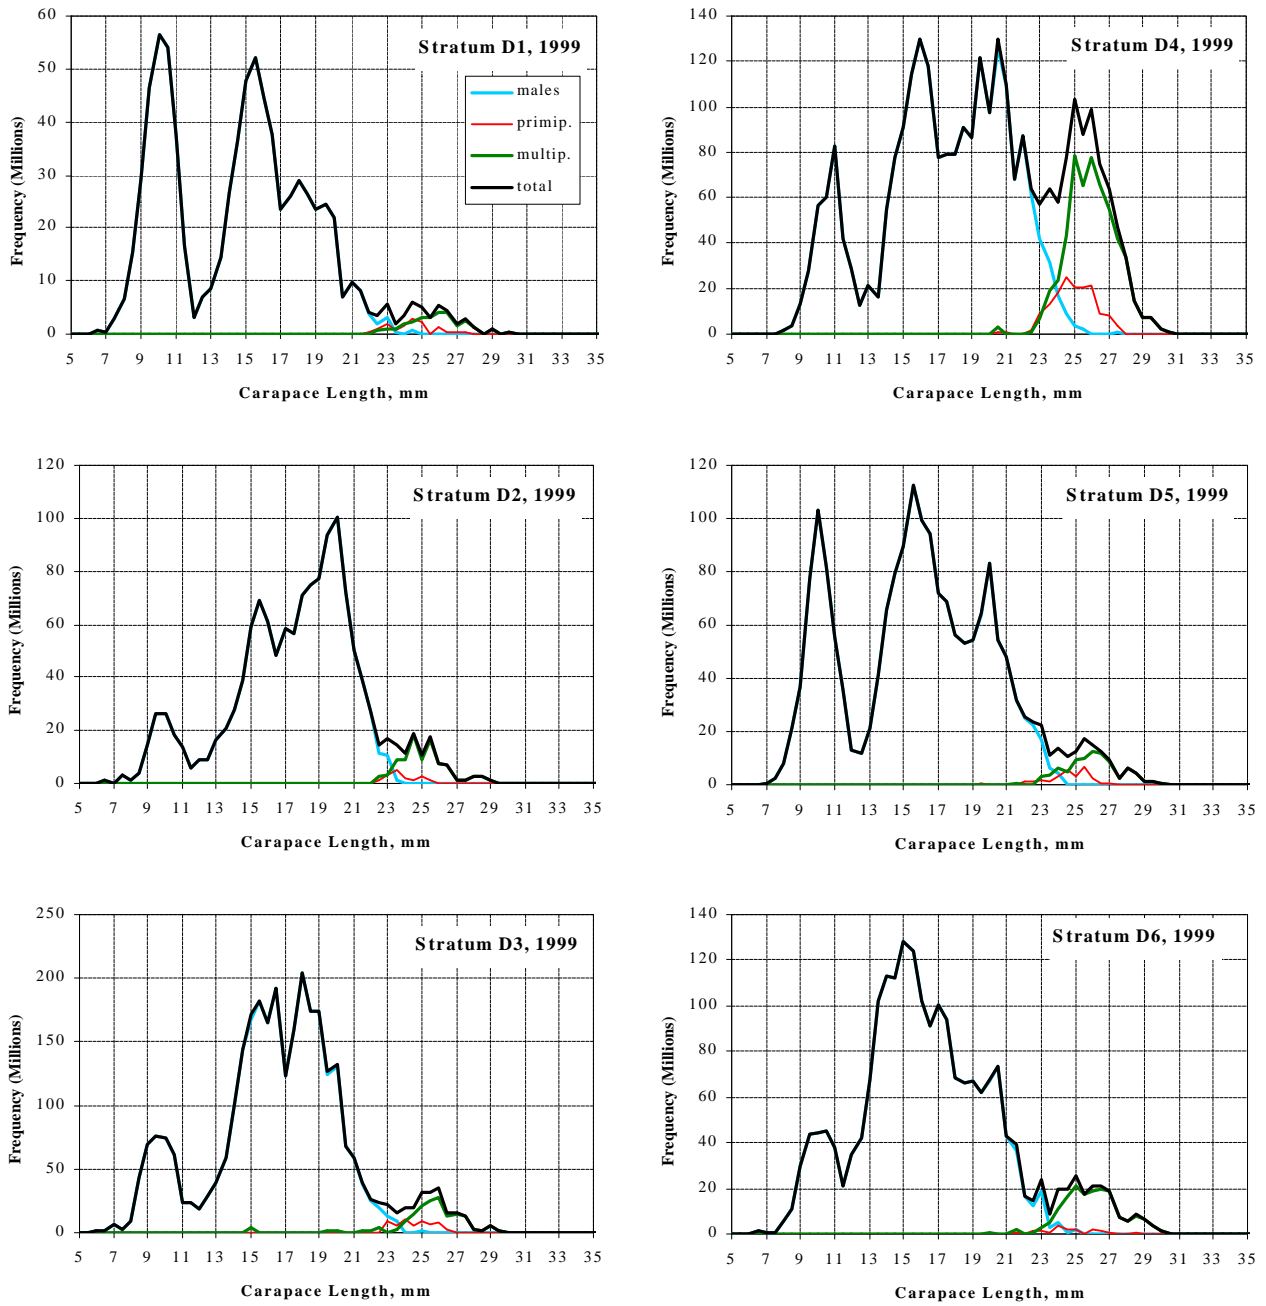 Stratum D1, 1999
Frequency (Millions)
60
50
40
30
20
10
0
males
primip.
multip.
total
5 7 9 11 13 15 17 19 21 23 25 27 29 31 33 35
Carapace Length, mm
Stratum D4, 1999
Frequency (Millions)
140
120
100
80
60
40
20
0
5 7 9 11 13 15 17 19 21 23 25 27 29 31 33 35
Carapace Length, mm
Stratum D2, 1999
Frequency (Millions)
120
100
80
60
40
20
0
5 7 9 11 13 15 17 19 21 23 25 27 29 31 33 35
Carapace Length, mm
Stratum D5, 1999
Frequency (Millions)
120
100
80
60
40
20
0
5 7 9 11 13 15 17 19 21 23 25 27 29 31 33 35
Carapace Length, mm
Stratum D3, 1999
Frequency (Millions)
250
200
150
100
50
0
5 7 9 11 13 15 17 19 21 23 25 27 29 31 33 35
Carapace Length, mm
Stratum D6, 1999
Frequency (Millions)
140
120
100
80
60
40
20
0
5 7 9 11 13 15 17 19 21 23 25 27 29 31 33 35
Carapace Length, mm